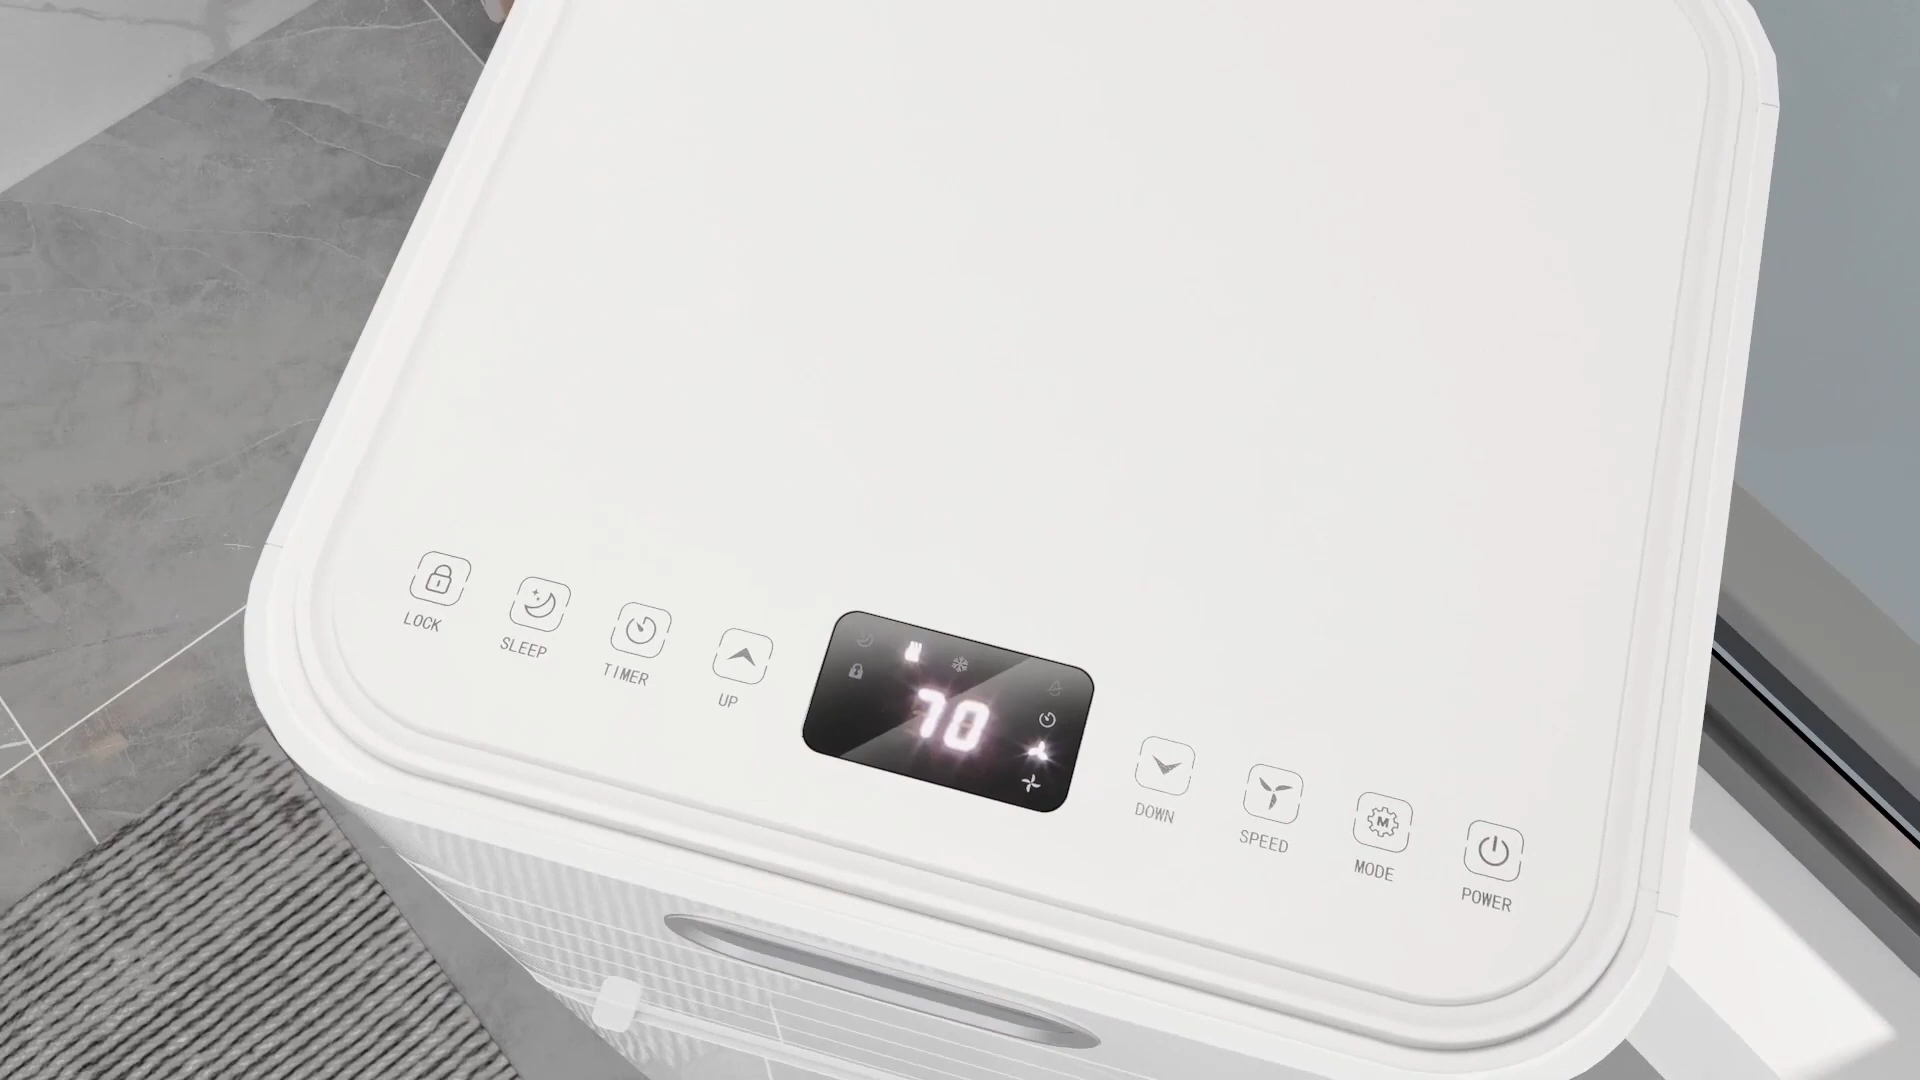 LOCK
SLEEP
TIMER
UP
70
DOWN
SPEED
M
MODE
POWER